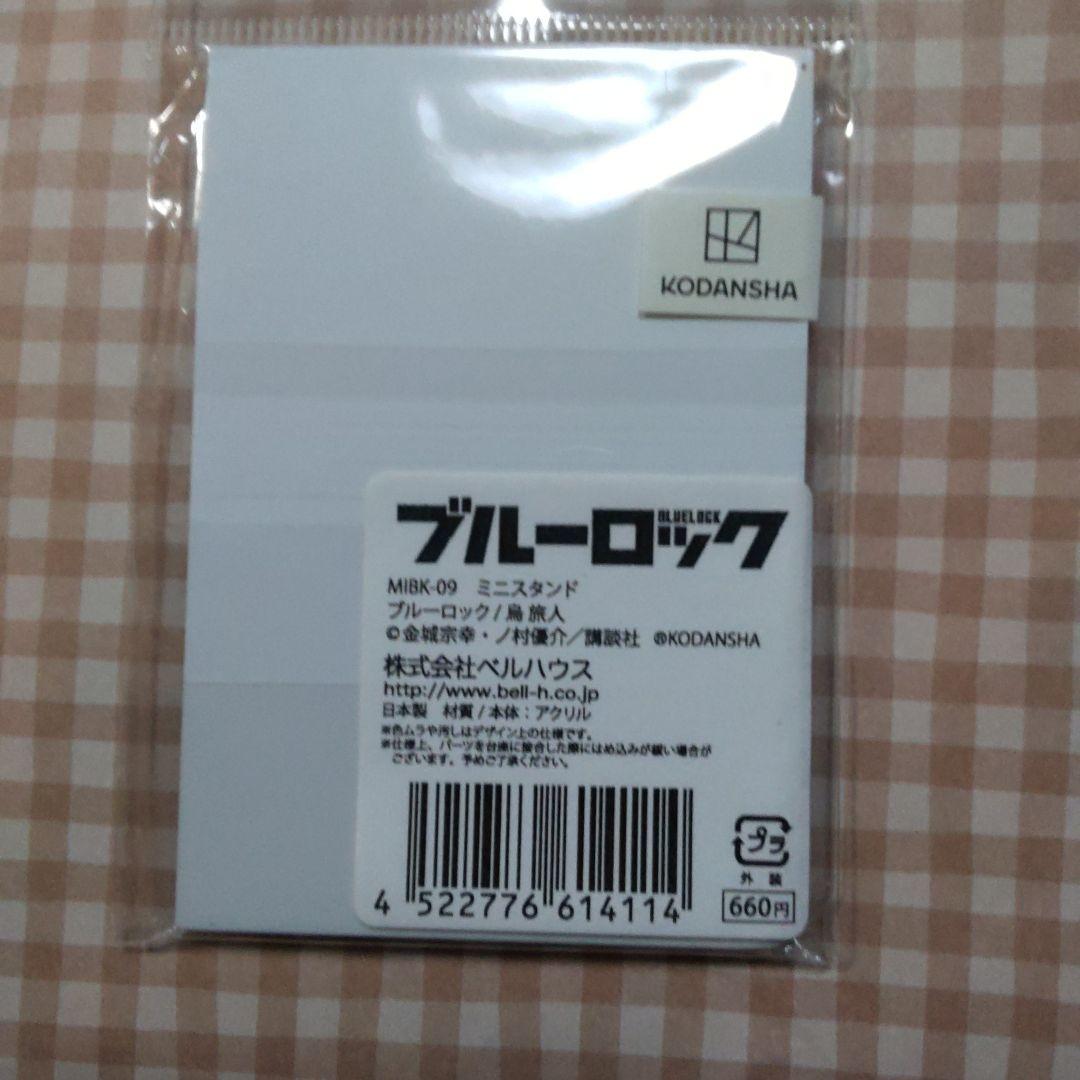 KODANSHA
ブルーロック
BLUELOCK
MIBK-09 ミニスタンド
ブルーロック/烏 旅人
©金城宗幸・ノ村優介/講談社 ®KODANSHA
株式会社ベルハウス
http://www.bell-h.co.jp
日本製 材質/本体:アクリル
※色ムラや汚しはデザイン上の仕様です。
※仕様上、パーツを台座に接合した際にはめ込みが緩い場合が
ございます。予めご了承ください。
プラ
外装
4 522776 614114
660円